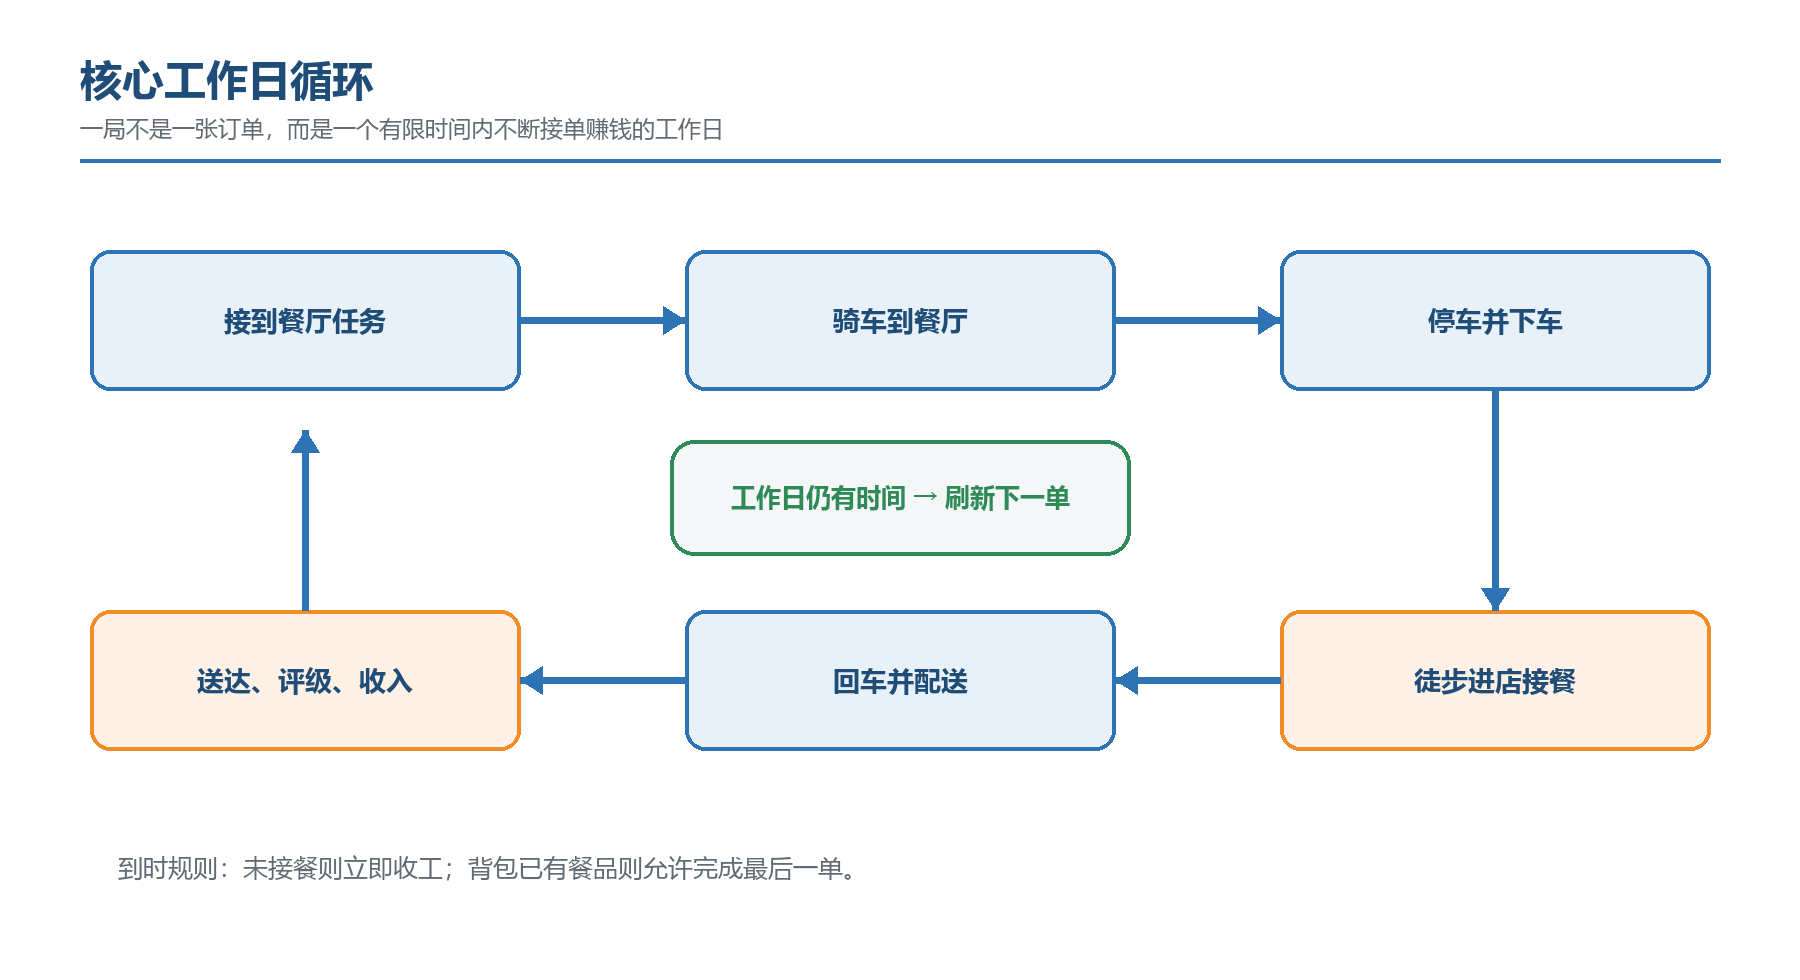 核心工作日循环
一局不是一张订单，而是一个有限时间内不断接单赚钱的工作日
接到餐厅任务
骑车到餐厅
停车并下车
工作日仍有时间 → 刷新下一单
送达、评级、收入
回车并配送
徒步进店接餐
到时规则：未接餐则立即收工；背包已有餐品则允许完成最后一单。